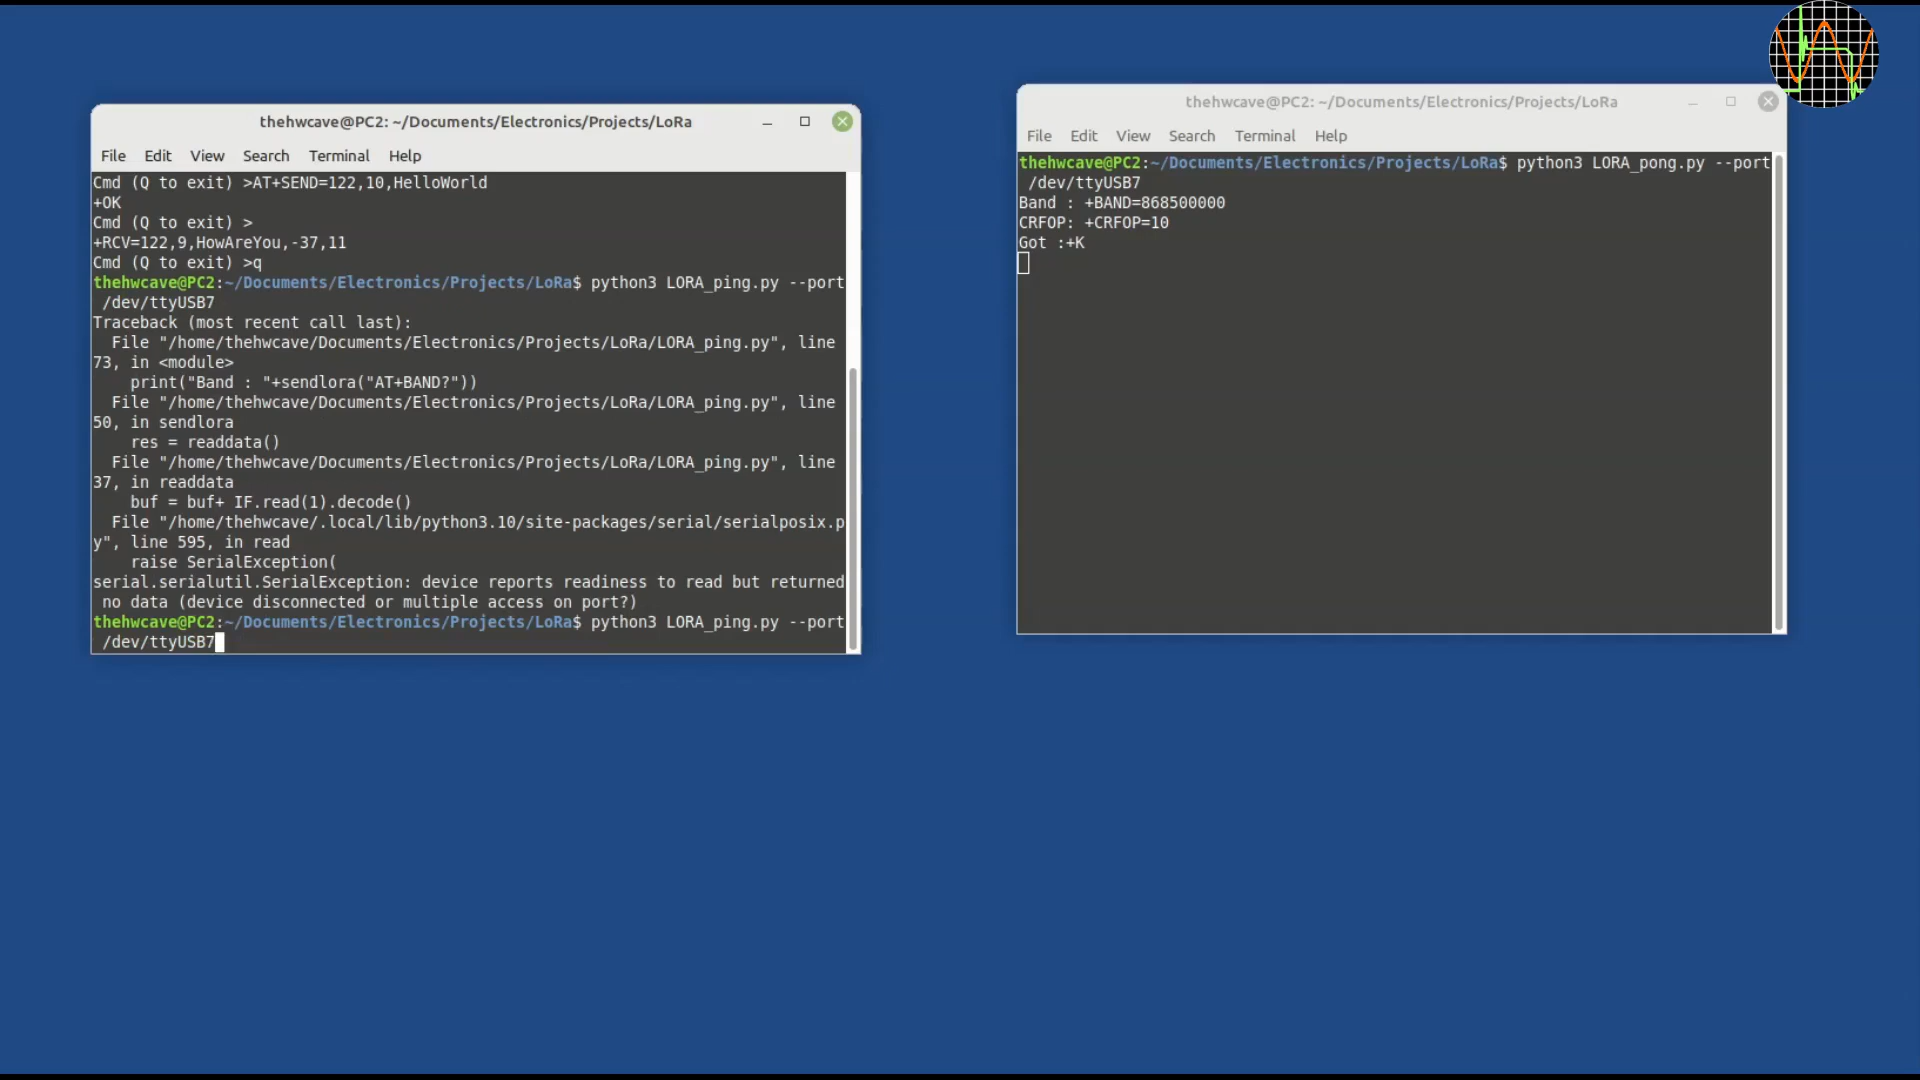 thehwcave@PC2: ~/Documents/Electronics/Projects/LoRa
File Edit View Search Terminal Help
Cmd (Q to exit) >AT+SEND=122,10,HelloWorld
+OK
Cmd (Q to exit) >
+RCV=122,9,HowAreYou,-37,11
Cmd (Q to exit) >q
thehwcave@PC2:~/Documents/Electronics/Projects/LoRa$ python3 LORA_ping.py --port
/dev/ttyUSB7
Traceback (most recent call last):
File "/home/thehwcave/Documents/Electronics/Projects/LoRa/LORA_ping.py", line
73, in <module>
print("Band : "+sendlora("AT+BAND?"))
File "/home/thehwcave/Documents/Electronics/Projects/LoRa/LORA_ping.py", line
50, in sendlora
res = readdata()
File "/home/thehwcave/Documents/Electronics/Projects/LoRa/LORA_ping.py", line
37, in readdata
buf = buf+ IF.read(1).decode()
File "/home/thehwcave/.local/lib/python3.10/site-packages/serial/serialposix.p
y", line 595, in read
raise SerialException(
serial.serialutil.SerialException: device reports readiness to read but returned
no data (device disconnected or multiple access on port?)
thehwcave@PC2:~/Documents/Electronics/Projects/LoRa$ python3 LORA_ping.py --port
/dev/ttyUSB7
thehwcave@PC2: ~/Documents/Electronics/Projects/LoRa
File Edit View Search Terminal Help
thehwcave@PC2:~/Documents/Electronics/Projects/LoRa$ python3 LORA_pong.py --port
/dev/ttyUSB7
Band : +BAND=868500000
CRFOP: +CRFOP=10
Got :+K